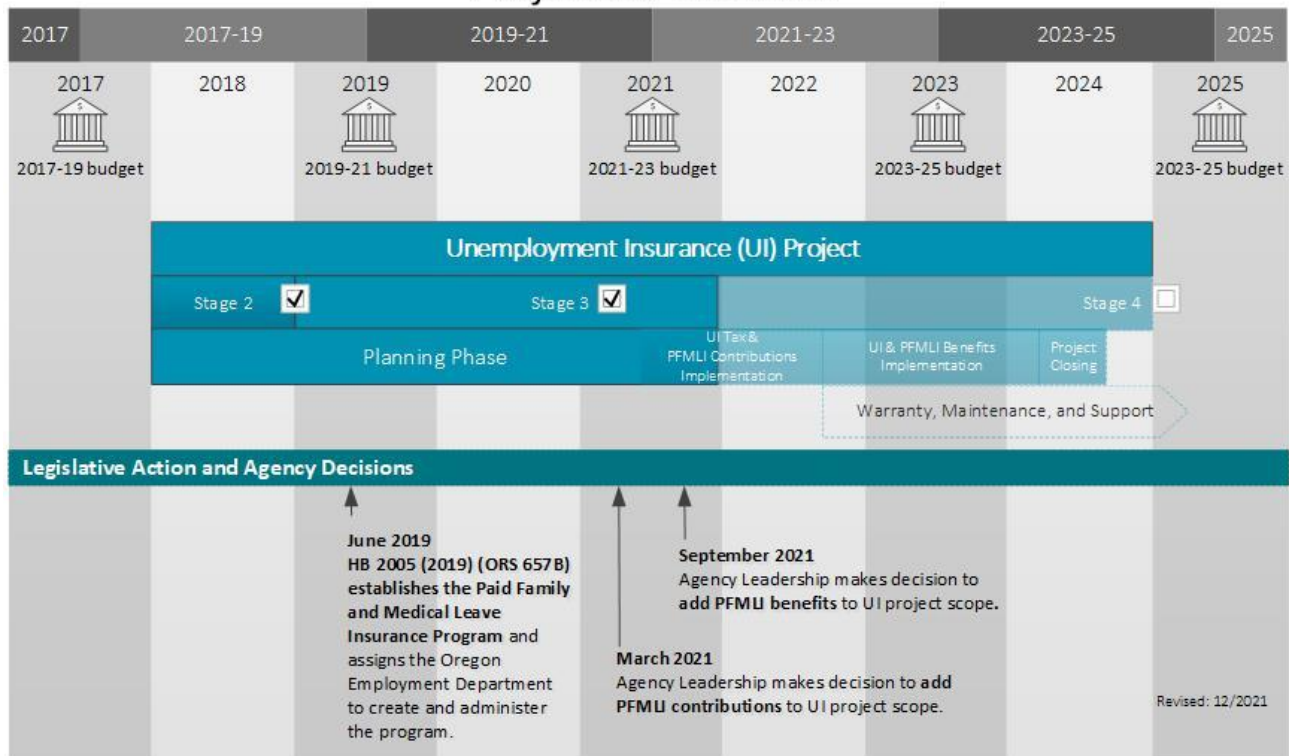 2017 2017-19 2019-21 2021-23 2023-25 2025
2017 2018 2019 2020 2021 2022 2023 2024 2025
$ $ $ $ $
2017-19 budget 2019-21 budget 2021-23 budget 2023-25 budget 2023-25 budget
Unemployment Insurance (UI) Project
Stage 2 Stage 3 Stage 4
Planning Phase
UI Tax &
PFMLI Contributions
Implementation
UI & PFMLI Benefits
Implementation
Project
Closing
Warranty, Maintenance, and Support
Legislative Action and Agency Decisions
June 2019
HB 2005 (2019) (ORS 657B)
establishes the Paid Family
and Medical Leave
Insurance Program and
assigns the Oregon
Employment Department
to create and administer
the program.
September 2021
Agency Leadership makes decision to
add PFMLI benefits to UI project scope.
March 2021
Agency Leadership makes decision to add
PFMLI contributions to UI project scope.
Revised: 12/2021